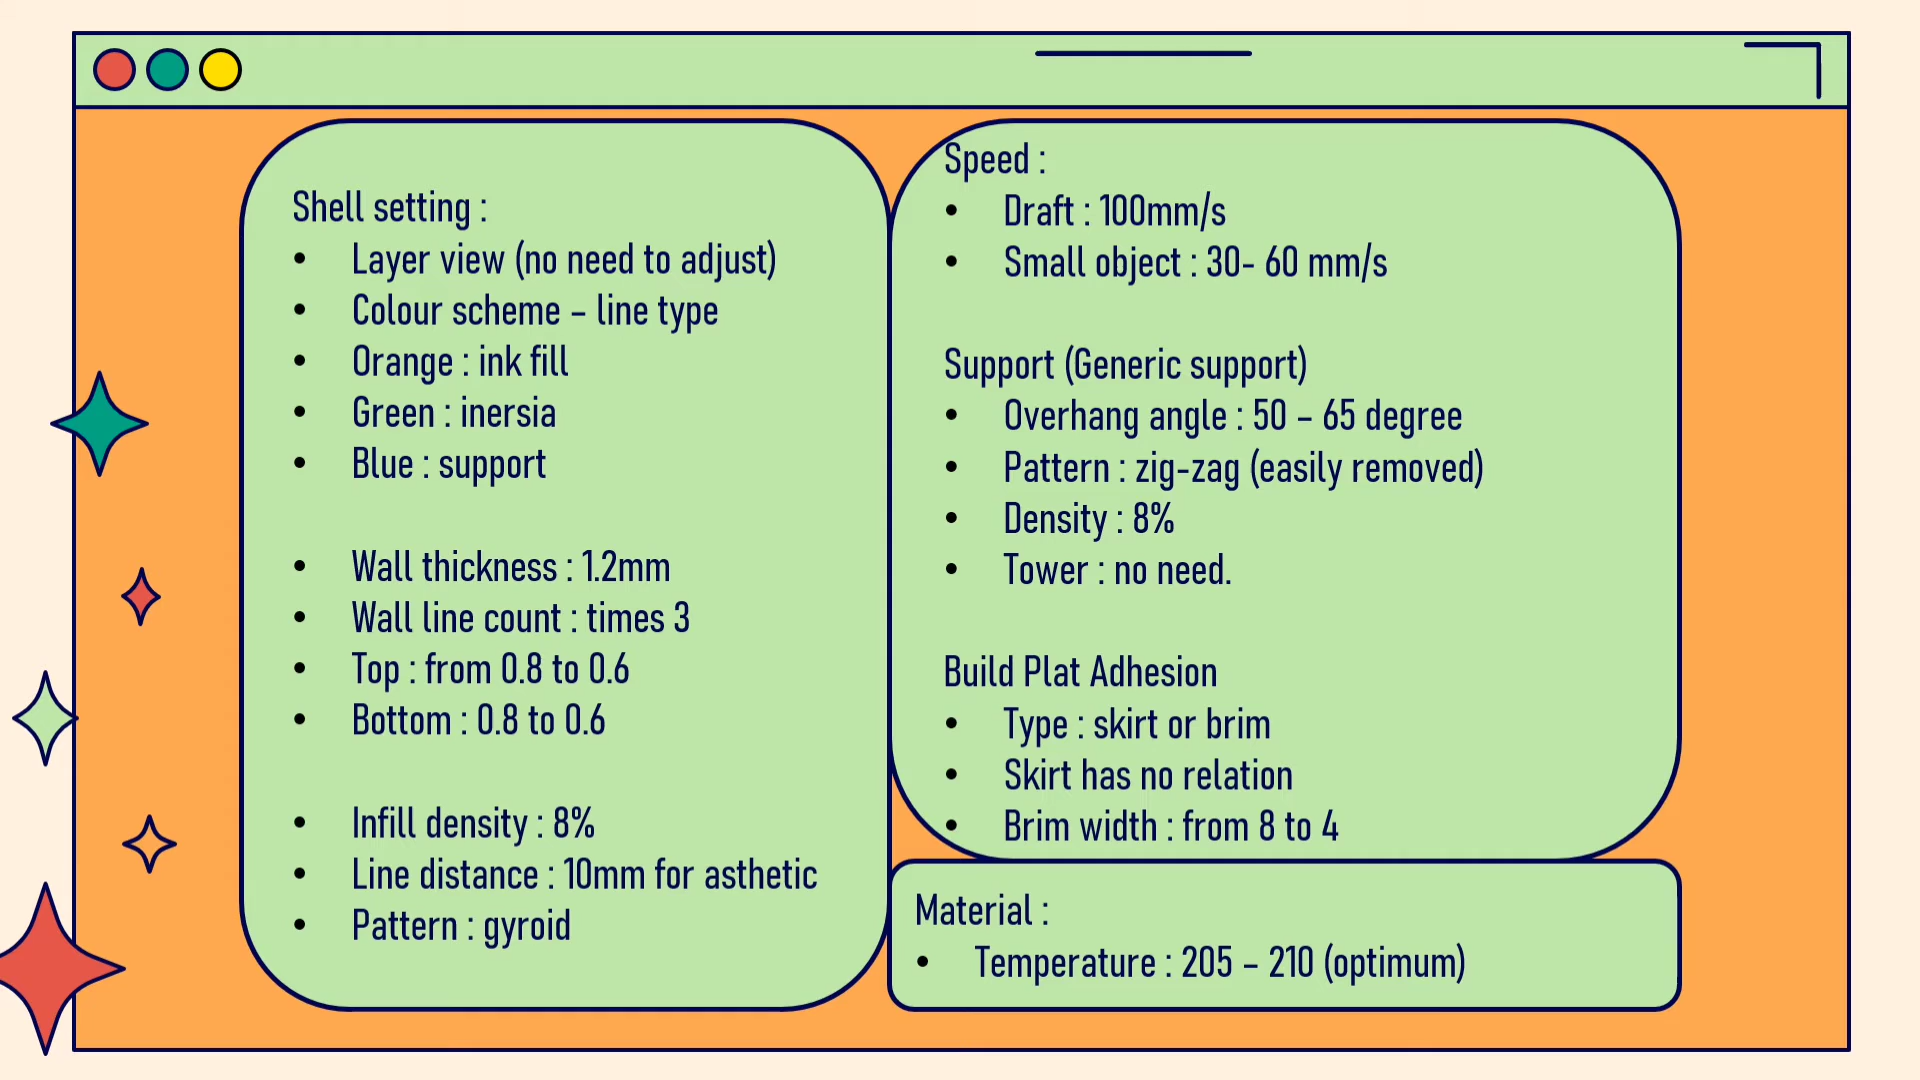 Shell setting :
• Layer view (no need to adjust)
• Colour scheme – line type
• Orange : ink fill
• Green : inersia
• Blue : support
• Wall thickness : 1.2mm
• Wall line count : times 3
• Top : from 0.8 to 0.6
• Bottom : 0.8 to 0.6
• Infill density : 8%
• Line distance : 10mm for asthetic
• Pattern : gyroid
Speed :
• Draft : 100mm/s
• Small object : 30- 60 mm/s
Support (Generic support)
• Overhang angle : 50 – 65 degree
• Pattern : zig-zag (easily removed)
• Density : 8%
• Tower : no need.
Build Plat Adhesion
• Type : skirt or brim
• Skirt has no relation
• Brim width : from 8 to 4
Material :
• Temperature : 205 – 210 (optimum)